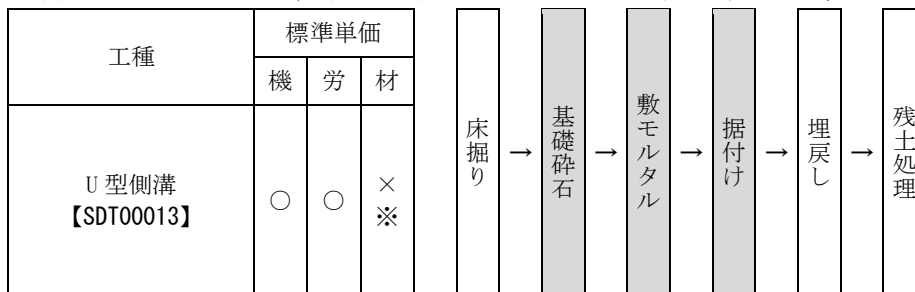 工種
標準単価
機 労 材
U 型側溝
【SDT00013】
○ ○ ×
※
床掘り → 基礎砕石 → 敷モルタル → 据付け → 埋戻し → 残土処理